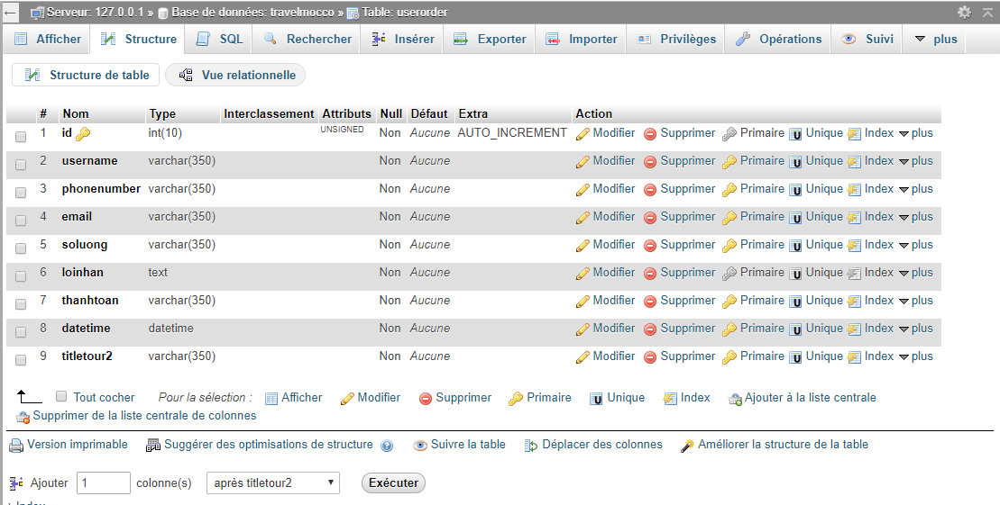 Serveur: 127.0.0.1 » Base de données: travelmocco » Table: userorder
Afficher Structure SQL Rechercher Insérer Exporter Importer Privilèges Opérations Suivi plus
Structure de table Vue relationnelle
# Nom Type Interclassement Attributs Null Défaut Extra Action
1 id int(10) UNSIGNED Non Aucune AUTO_INCREMENT Modifier Supprimer Primaire Unique Index plus
2 username varchar(350) Non Aucune Modifier Supprimer Primaire Unique Index plus
3 phonenumber varchar(350) Non Aucune Modifier Supprimer Primaire Unique Index plus
4 email varchar(350) Non Aucune Modifier Supprimer Primaire Unique Index plus
5 soluong varchar(350) Non Aucune Modifier Supprimer Primaire Unique Index plus
6 loinhan text Non Aucune Modifier Supprimer Primaire Unique Index plus
7 thanhtoan varchar(350) Non Aucune Modifier Supprimer Primaire Unique Index plus
8 datetime datetime Non Aucune Modifier Supprimer Primaire Unique Index plus
9 titletour2 varchar(350) Non Aucune Modifier Supprimer Primaire Unique Index plus
Tout cocher Pour la sélection : Afficher Modifier Supprimer Primaire Unique Index Ajouter à la liste centrale
Supprimer de la liste centrale de colonnes
Version imprimable Suggérer des optimisations de structure Suivre la table Déplacer des colonnes Améliorer la structure de la table
Ajouter 1 colonne(s) après titletour2 Exécuter